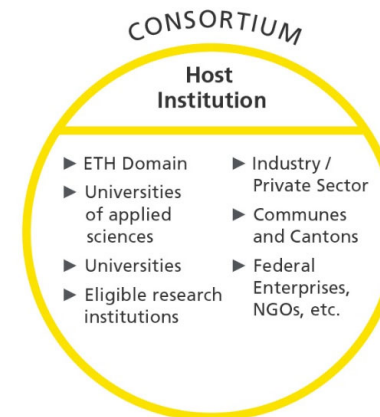 CONSORTIUM
Host
Institution
▶ ETH Domain
▶ Universities
of applied
sciences
▶ Universities
▶ Eligible research
institutions
▶ Industry /
Private Sector
▶ Communes
and Cantons
▶ Federal
Enterprises,
NGOs, etc.